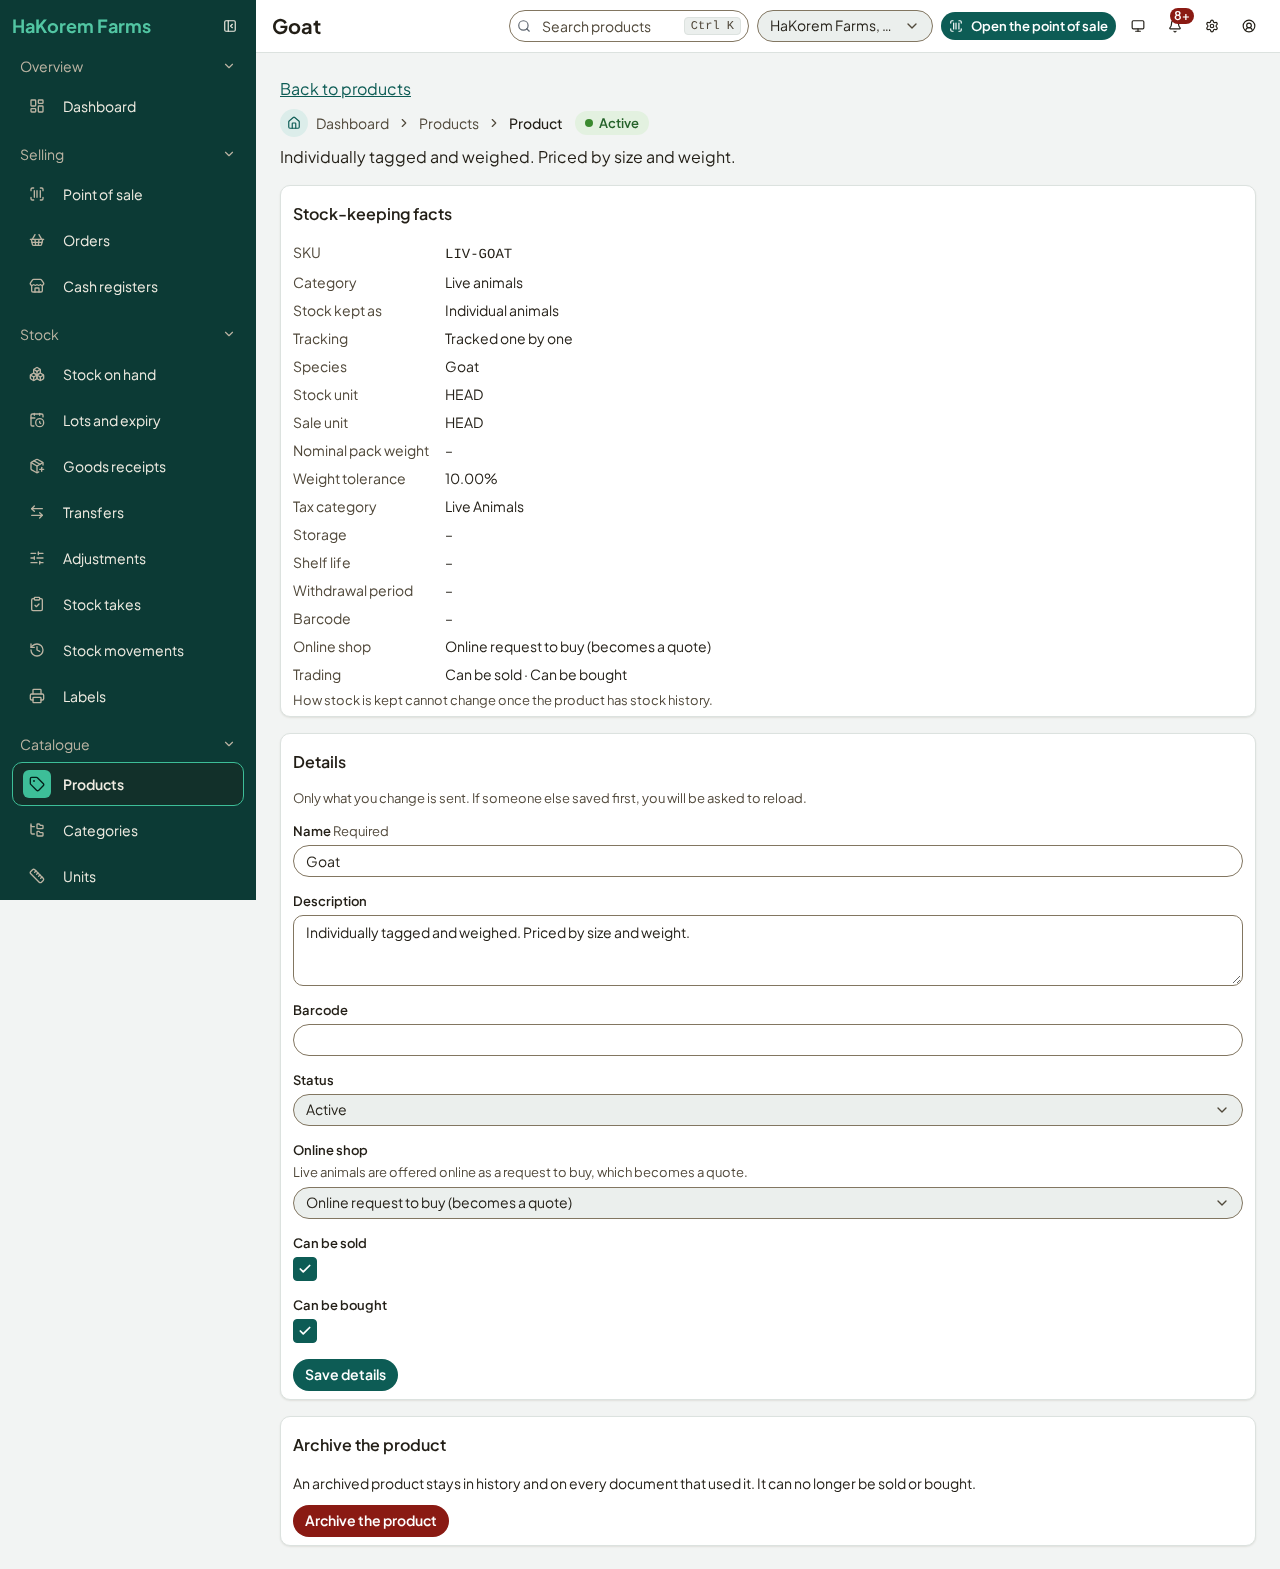 HaKorem Farms
Overview
Dashboard
Selling
Point of sale
Orders
Cash registers
Stock
Stock on hand
Lots and expiry
Goods receipts
Transfers
Adjustments
Stock takes
Stock movements
Labels
Catalogue
Products
Categories
Units
Goat
Search products Ctrl K
HaKorem Farms, ...
Open the point of sale
8+
Back to products
Dashboard > Products > Product Active
Individually tagged and weighed. Priced by size and weight.
Stock-keeping facts
SKU LIV-GOAT
Category Live animals
Stock kept as Individual animals
Tracking Tracked one by one
Species Goat
Stock unit HEAD
Sale unit HEAD
Nominal pack weight –
Weight tolerance 10.00%
Tax category Live Animals
Storage –
Shelf life –
Withdrawal period –
Barcode –
Online shop Online request to buy (becomes a quote)
Trading Can be sold · Can be bought
How stock is kept cannot change once the product has stock history.
Details
Only what you change is sent. If someone else saved first, you will be asked to reload.
Name Required
Goat
Description
Individually tagged and weighed. Priced by size and weight.
Barcode
Status
Active
Online shop
Live animals are offered online as a request to buy, which becomes a quote.
Online request to buy (becomes a quote)
Can be sold
Can be bought
Save details
Archive the product
An archived product stays in history and on every document that used it. It can no longer be sold or bought.
Archive the product